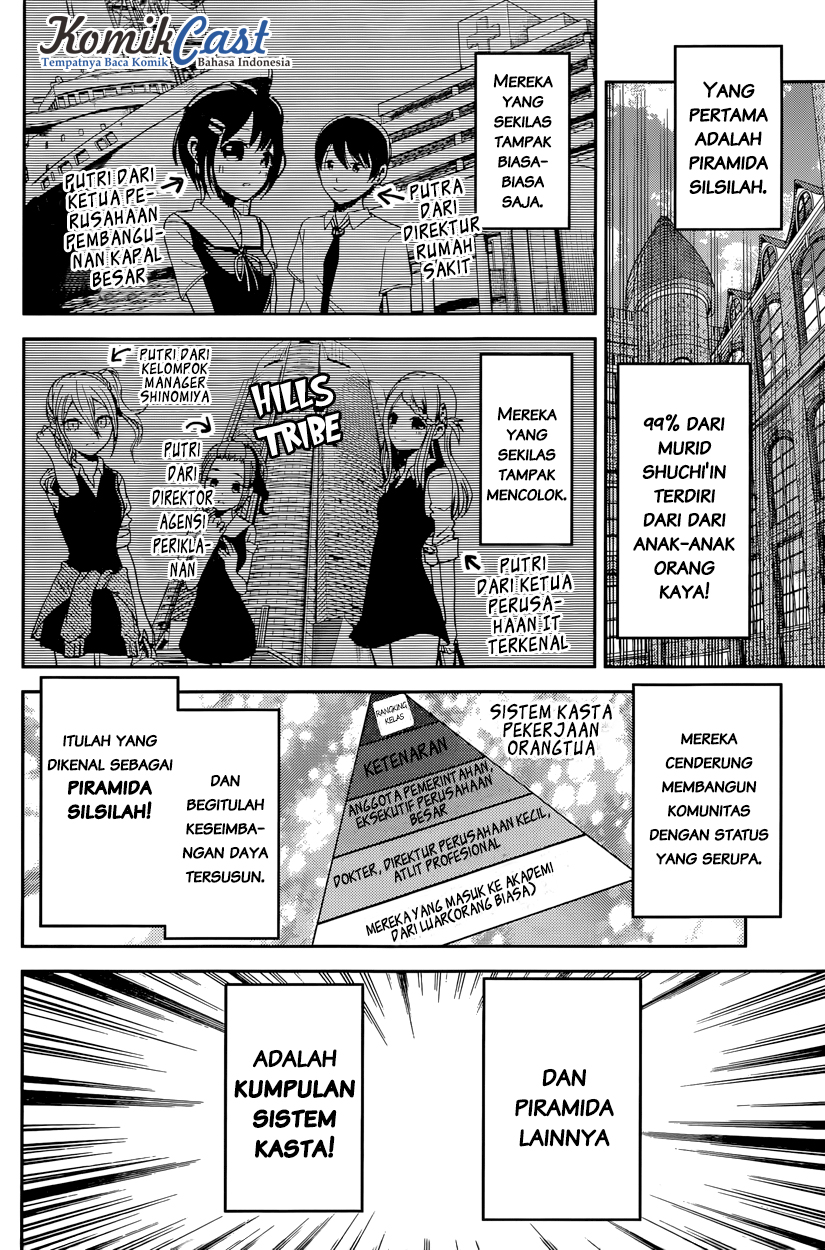 KomikCast
Tempatnya Baca Komik Bahasa Indonesia
YANG
PERTAMA
ADALAH
PIRAMIDA
SILSILAH.
99% DARI
MURID
SHUCHI'IN
TERDIRI
DARI DARI
ANAK-ANAK
ORANG
KAYA!
MEREKA
YANG
SEKILAS
TAMPAK
BIASA-
BIASA
SAJA.
PUTRA
DARI
DIREKTUR
RUMAH
SAKIT
PUTRI DARI
KETUA PE-
RUSAHAAN
PEMBANGU-
NAN KAPAL
BESAR
MEREKA
YANG
SEKILAS
TAMPAK
MENCOLOK.
PUTRI
DARI KETUA
PERUSA-
HAAN IT
TERKENAL
HILLS
TRIBE
PUTRI DARI
KELOMPOK
MANAGER
SHINOMIYA
PUTRI
DARI
DIREKTOR
AGENSI
PERIKLA-
NAN
MEREKA
CENDERUNG
MEMBANGUN
KOMUNITAS
DENGAN STATUS
YANG SERUPA.
SISTEM KASTA
PEKERJAAN
ORANGTUA
RANGKING
KELAS
KETENARAN
ANGGOTA PEMERINTAHAN,
EKSEKUTIF PERUSAHAAN
BESAR
DOKTER, DIREKTUR PERUSAHAAN KECIL,
ATLIT PROFESIONAL
MEREKA YANG MASUK KE AKADEMI
DARI LUAR(ORANG BIASA)
DAN
BEGITULAH
KESEIMBA-
NGAN DAYA
TERSUSUN.
ITULAH YANG
DIKENAL SEBAGAI
PIRAMIDA
SILSILAH!
DAN
PIRAMIDA
LAINNYA
ADALAH
KUMPULAN
SISTEM
KASTA!